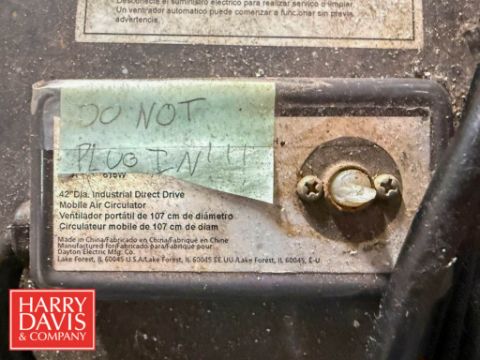 Desconecte el suministro eléctrico para realizar servicio o limpiar.
Un ventilador automático puede comenzar a funcionar sin previa
advertencia.
DO NOT
PLUG IN!!!
42"Dia. Industrial Direct Drive
Mobile Air Circulator
Ventilador portátil de 107 cm de diámetro
Circulateur mobile de 107 cm de diam
Made in China/Fabricado en China/Fabriqué en Chine
Manufactured for/Fabricado para/Fabriqué pour
Dayton Electric Mfg. Co.
Lake Forest, IL 60045 U.S.A/Lake Forest, IL 60045 EE.UU./Lake Forest, IL 60045, É-U
HARRY
DAVIS
& COMPANY